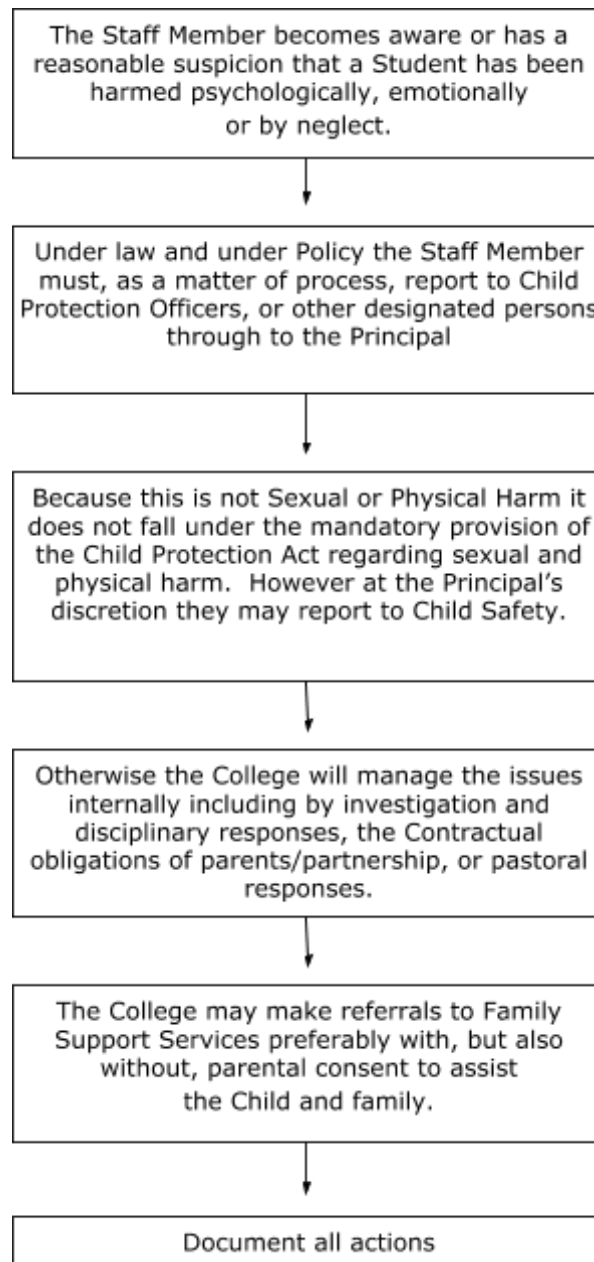 The Staff Member becomes aware or has a
reasonable suspicion that a Student has been
harmed psychologically, emotionally
or by neglect.
Under law and under Policy the Staff Member
must, as a matter of process, report to Child
Protection Officers, or other designated persons
through to the Principal
Because this is not Sexual or Physical Harm it
does not fall under the mandatory provision of
the Child Protection Act regarding sexual and
physical harm.  However at the Principal’s
discretion they may report to Child Safety.
Otherwise the College will manage the issues
internally including by investigation and
disciplinary responses, the Contractual
obligations of parents/partnership, or pastoral
responses.
The College may make referrals to Family
Support Services preferably with, but also
without, parental consent to assist
the Child and family.
Document all actions